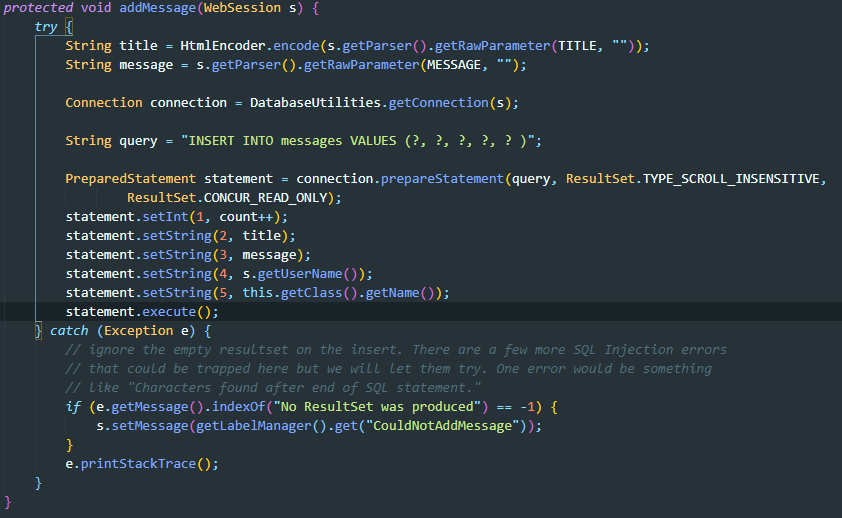 protected void addMessage(WebSession s) {
try {
String title = HtmlEncoder.encode(s.getParser().getRawParameter(TITLE, ""));
String message = s.getParser().getRawParameter(MESSAGE, "");
Connection connection = DatabaseUtilities.getConnection(s);
String query = "INSERT INTO messages VALUES (?, ?, ?, ?, ? )";
PreparedStatement statement = connection.prepareStatement(query, ResultSet.TYPE_SCROLL_INSENSITIVE,
ResultSet.CONCUR_READ_ONLY);
statement.setInt(1, count++);
statement.setString(2, title);
statement.setString(3, message);
statement.setString(4, s.getUserName());
statement.setString(5, this.getClass().getName());
statement.execute();
} catch (Exception e) {
// ignore the empty resultset on the insert. There are a few more SQL Injection errors
// that could be trapped here but we will let them try. One error would be something
// like "Characters found after end of SQL statement."
if (e.getMessage().indexOf("No ResultSet was produced") == -1) {
s.setMessage(getLabelManager().get("CouldNotAddMessage"));
}
e.printStackTrace();
}
}